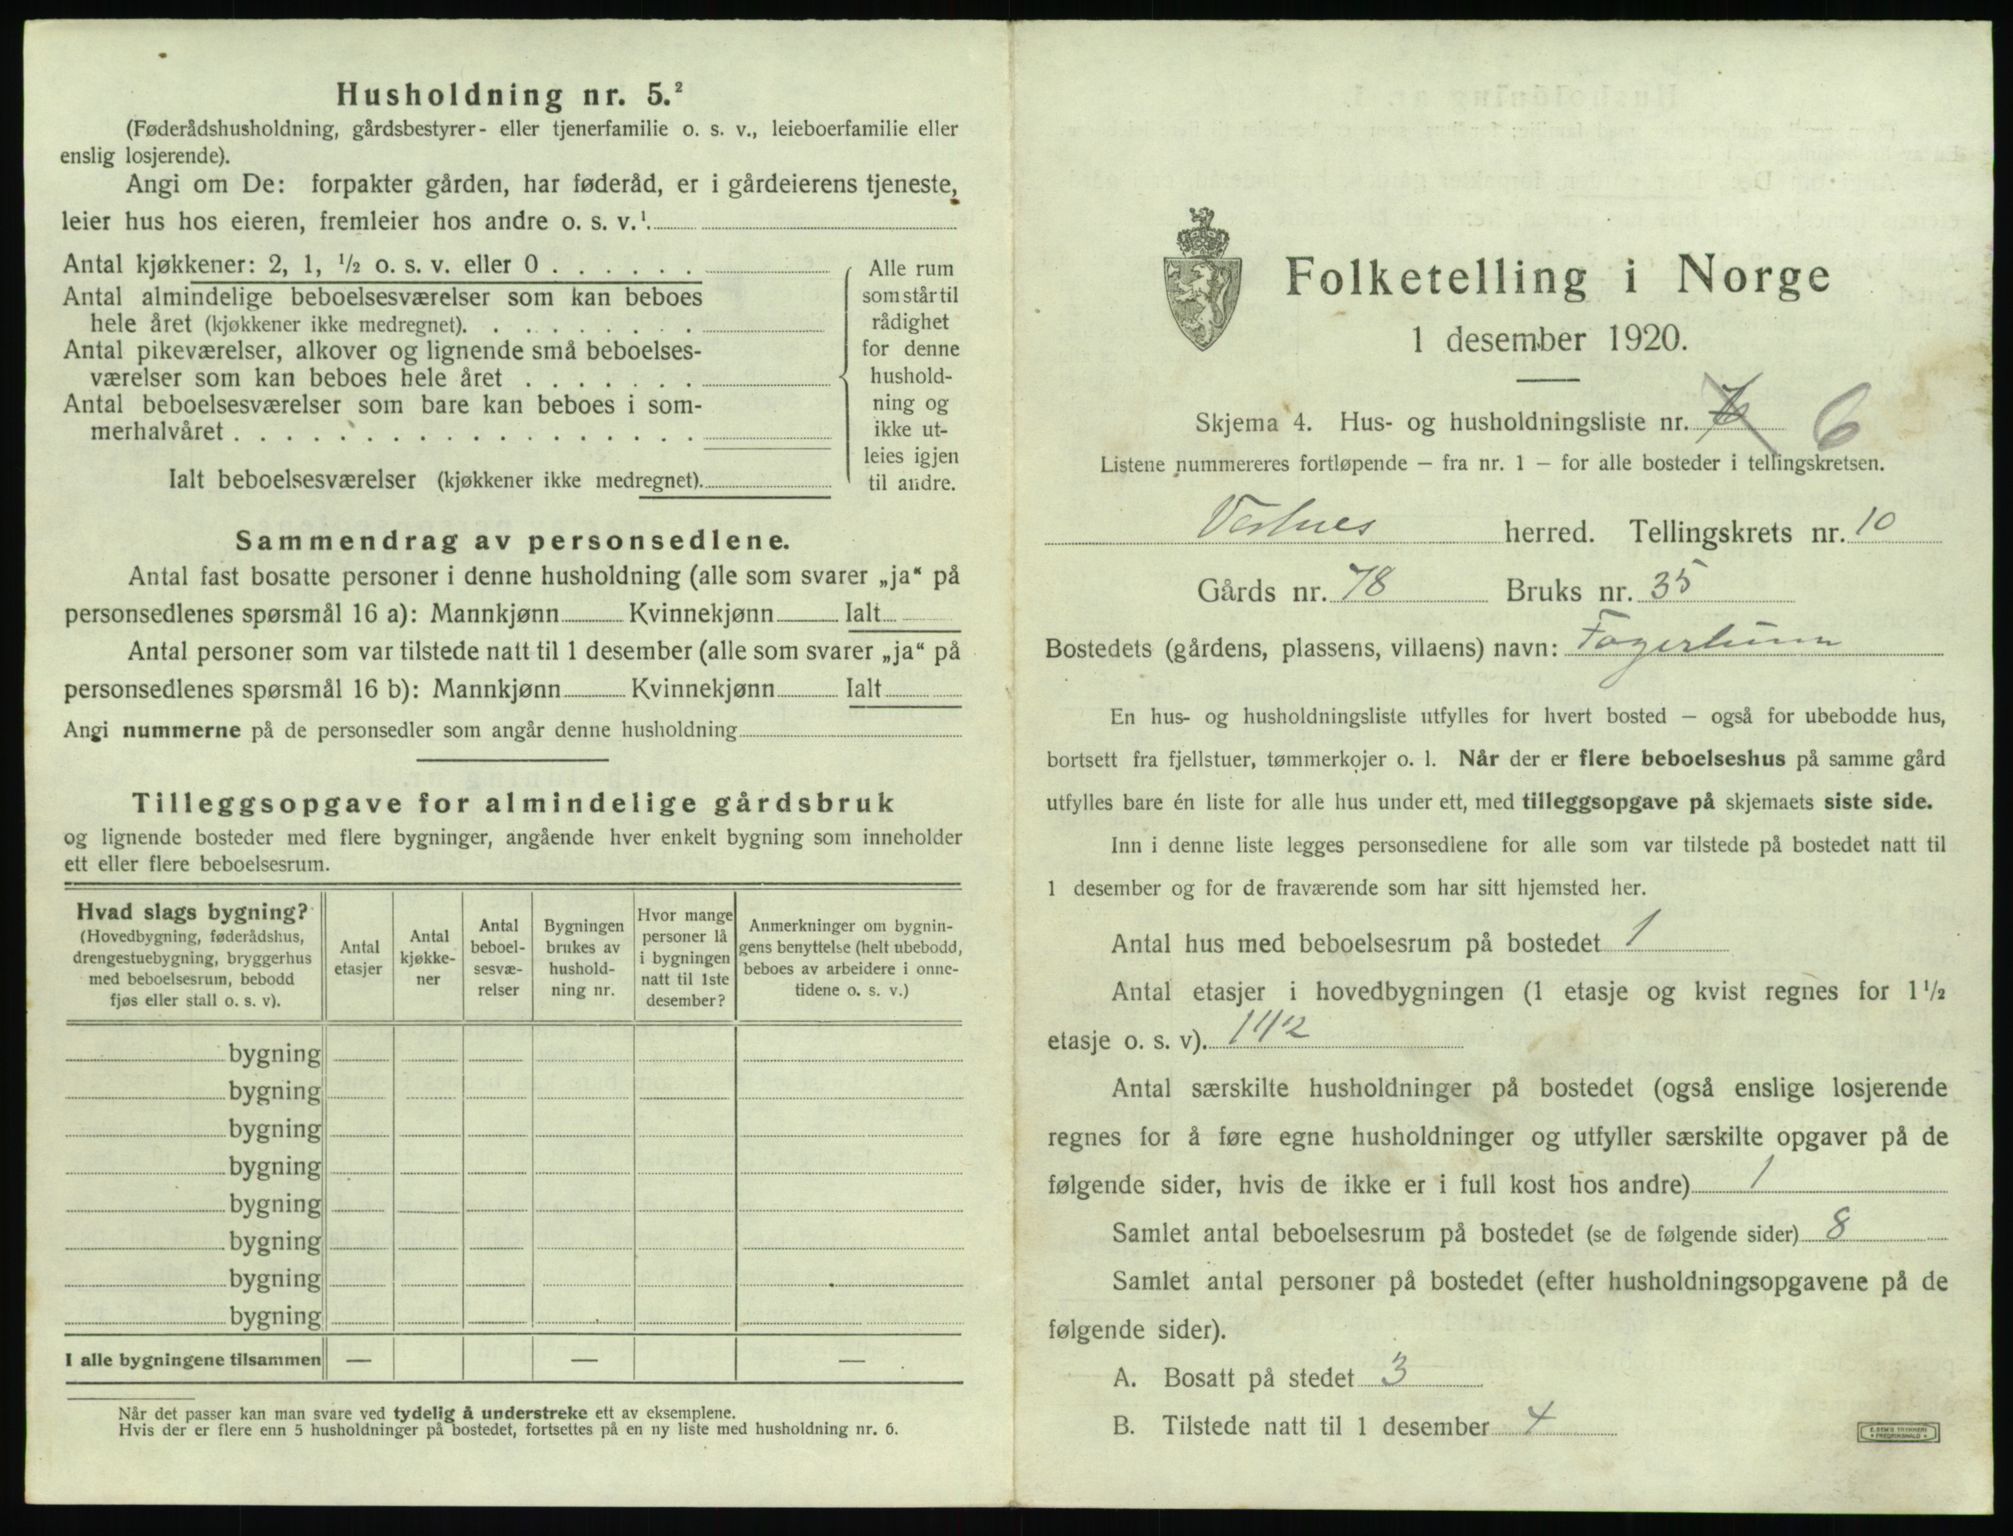 Husholdning nr. 5.²
(Føderådshusholdning, gårdsbestyrer- eller tjenerfamilie o. s. v., leieboerfamilie eller
enslig losjerende).
Angi om De: forpakter gården, har føderåd, er i gårdeierens tjeneste,
leier hus hos eieren, fremleier hos andre o. s. v.¹
Antal kjøkkener: 2, 1, ½ o. s. v. eller 0 . . . . . .
Antal almindelige beboelsesværelser som kan beboes
hele året (kjøkkener ikke medregnet). . . . . . . . .
Antal pikeværelser, alkover og lignende små beboelses-
værelser som kan beboes hele året . . . . . . .
Antal beboelsesværelser som bare kan beboes i som-
merhalvåret . . . . . . . . . . . . . . . . . .
Ialt beboelsesværelser (kjøkkener ikke medregnet).
Alle rum
som står til
rådighet
for denne
hushold-
ning og
ikke ut-
leies igjen
til andre.
Sammendrag av personsedlene.
Antal fast bosatte personer i denne husholdning (alle som svarer „ja“ på
personsedlenes spørsmål 16 a): Mannkjønn Kvinnekjønn Ialt
Antal personer som var tilstede natt til 1 desember (alle som svarer „ja“ på
personsedlenes spørsmål 16 b): Mannkjønn Kvinnekjønn Ialt
Angi nummerne på de personsedler som angår denne husholdning
Tilleggsopgave for almindelige gårdsbruk
og lignende bosteder med flere bygninger, angående hver enkelt bygning som inneholder
ett eller flere beboelsesrum.
Hvad slags bygning?
(Hovedbygning, føderådshus,
drengestuebygning, bryggerhus
med beboelsesrum, bebodd
fjøs eller stall o. s. v).
Antal
etasjer
Antal
kjøkke-
ner
Antal
beboel-
sesvæ-
relser
Bygningen
brukes av
hushold-
ning nr.
Hvor mange
personer lå
i bygningen
natt til 1ste
desember?
Anmerkninger om bygnin-
gens benyttelse (helt ubebodd,
beboes av arbeidere i onne-
tidene o. s. v.)
bygning
bygning
bygning
bygning
bygning
bygning
bygning
bygning
I alle bygningene tilsammen — — —
Når det passer kan man svare ved tydelig å understreke ett av eksemplene.
Hvis der er flere enn 5 husholdninger på bostedet, fortsettes på en ny liste med husholdning nr. 6.
Folketelling i Norge
1 desember 1920.
Skjema 4. Hus- og husholdningsliste nr. 6
Listene nummereres fortløpende – fra nr. 1 – for alle bosteder i tellingskretsen.
Vestnes herred. Tellingskrets nr. 10
Gårds nr. 78 Bruks nr. 35
Bostedets (gårdens, plassens, villaens) navn: Fagerlunn
En hus- og husholdningsliste utfylles for hvert bosted – også for ubebodde hus,
bortsett fra fjellstuer, tømmerkojer o. l. Når der er flere beboelseshus på samme gård
utfylles bare én liste for alle hus under ett, med tilleggsopgave på skjemaets siste side.
Inn i denne liste legges personsedlene for alle som var tilstede på bostedet natt til
1 desember og for de fraværende som har sitt hjemsted her.
Antal hus med beboelsesrum på bostedet 1
Antal etasjer i hovedbygningen (1 etasje og kvist regnes for 1½
etasje o. s. v). 1 1/2
Antal særskilte husholdninger på bostedet (også enslige losjerende
regnes for å føre egne husholdninger og utfyller særskilte opgaver på de
følgende sider, hvis de ikke er i full kost hos andre) 1
Samlet antal beboelsesrum på bostedet (se de følgende sider) 8
Samlet antal personer på bostedet (efter husholdningsopgavene på de
følgende sider).
A. Bosatt på stedet 3
B. Tilstede natt til 1 desember 4